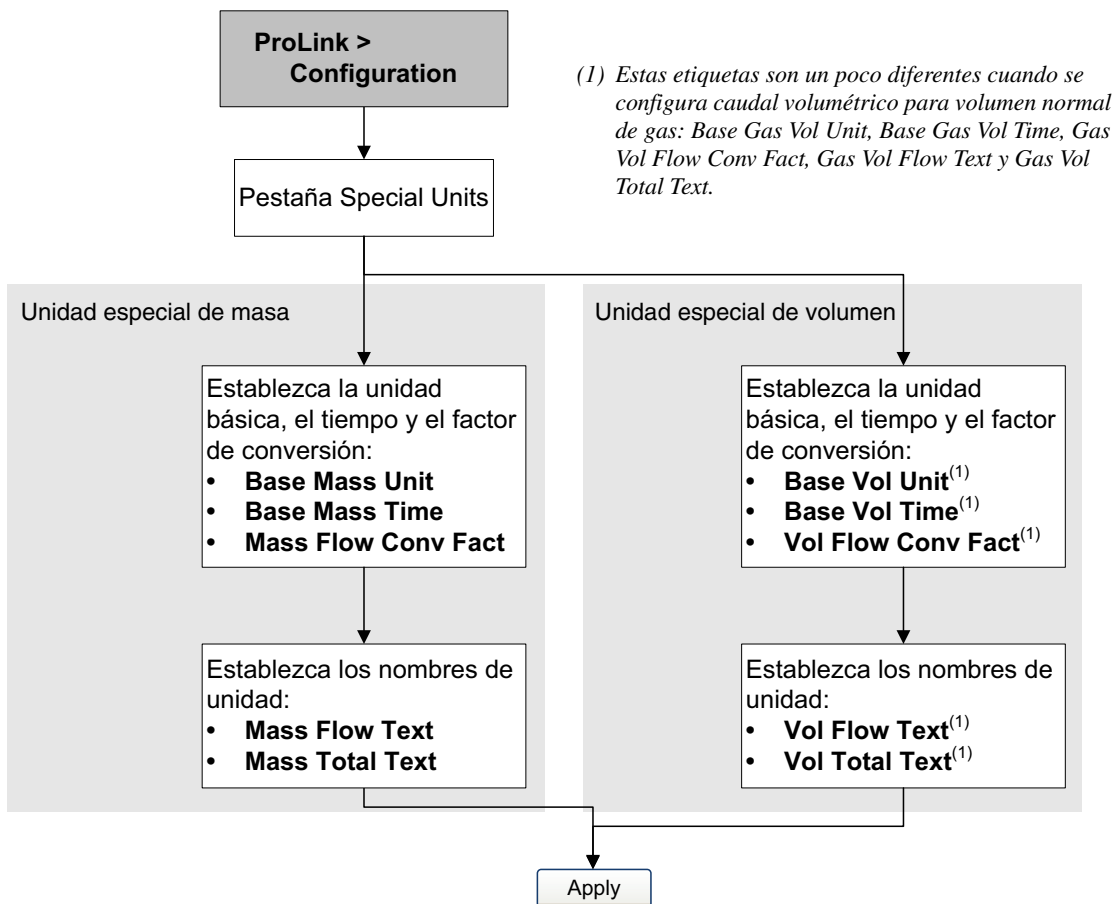 ProLink >
Configuration
(1) Estas etiquetas son un poco diferentes cuando se
configura caudal volumétrico para volumen normal
de gas: Base Gas Vol Unit, Base Gas Vol Time, Gas
Vol Flow Conv Fact, Gas Vol Flow Text y Gas Vol
Total Text.
Pestaña Special Units
Unidad especial de masa
Establezca la unidad
básica, el tiempo y el factor
de conversión:
• Base Mass Unit
• Base Mass Time
• Mass Flow Conv Fact
Establezca los nombres de
unidad:
• Mass Flow Text
• Mass Total Text
Unidad especial de volumen
Establezca la unidad
básica, el tiempo y el factor
de conversión:
• Base Vol Unit(1)
• Base Vol Time(1)
• Vol Flow Conv Fact(1)
Establezca los nombres de
unidad:
• Vol Flow Text(1)
• Vol Total Text(1)
Apply